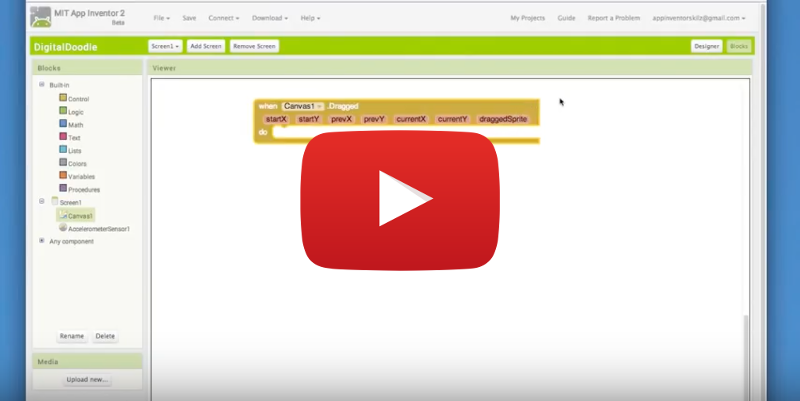 MIT App Inventor 2
Beta
File Save Connect Download Help
My Projects Guide Report a Problem appinventorskilz@gmail.com
DigitalDoodle
Screen1 Add Screen Remove Screen
Designer Blocks
Blocks
Viewer
Built-in
Control
Logic
Math
Text
Lists
Colors
Variables
Procedures
Screen1
Canvas1
AccelerometerSensor1
Any component
Rename Delete
Media
Upload new...
when Canvas1 .Dragged
startX startY prevX prevY currentX currentY draggedSprite
do